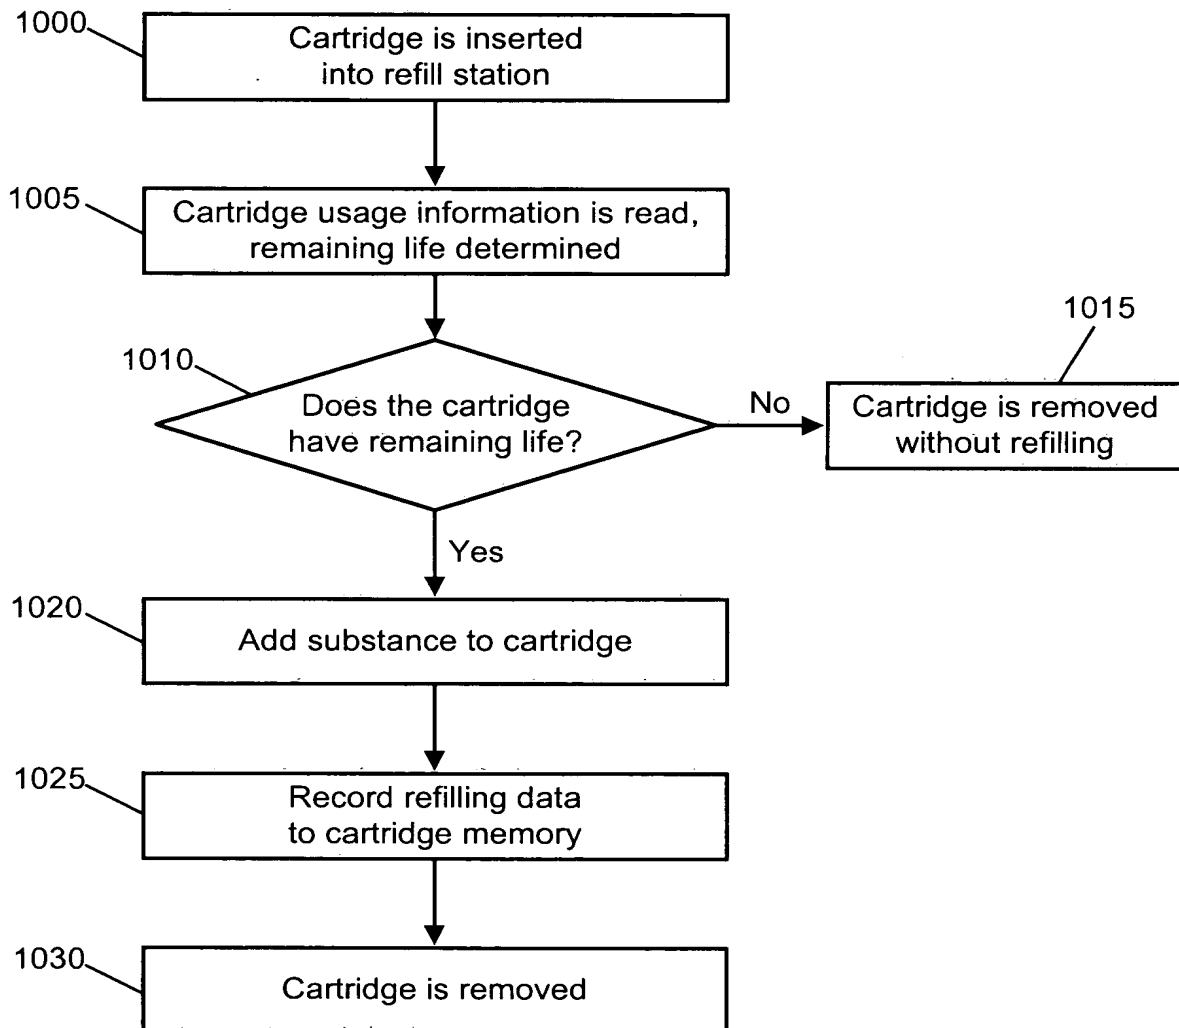 1000
Cartridge is inserted
into refill station
1005
Cartridge usage information is read,
remaining life determined
1010
Does the cartridge
have remaining life?
No
1015
Cartridge is removed
without refilling
Yes
1020
Add substance to cartridge
1025
Record refilling data
to cartridge memory
1030
Cartridge is removed